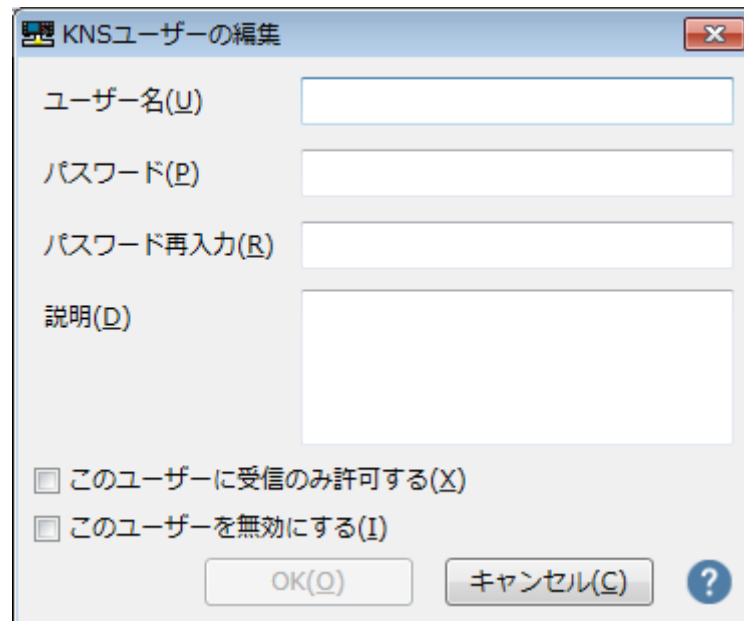 KNSユーザーの編集
ユーザー名(U)
パスワード(P)
パスワード再入力(R)
説明(D)
このユーザーに受信のみ許可する(X)
このユーザーを無効にする(I)
OK(O) キャンセル(C) ?